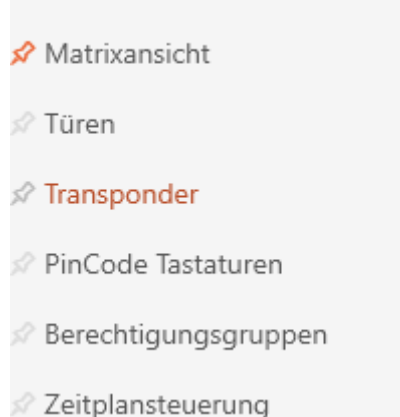 Matrixansicht
Türen
Transponder
PinCode Tastaturen
Berechtigungsgruppen
Zeitplansteuerung